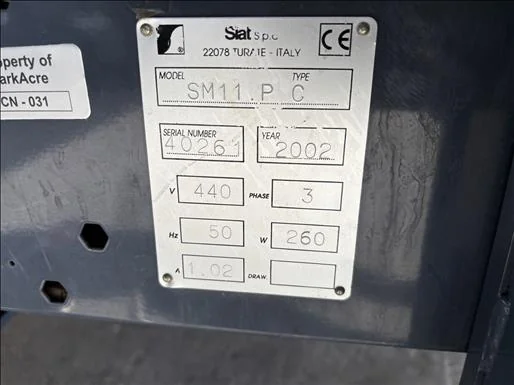 Siat S.p.a.
22078 TURATE - ITALY
CE
®
MODEL TYPE
SM11 P C
SERIAL NUMBER YEAR
40261 2002
V 440 PHASE 3
Hz 50 W 260
A 1.02 DRAW.
operty of
arkAcre
CN - 031